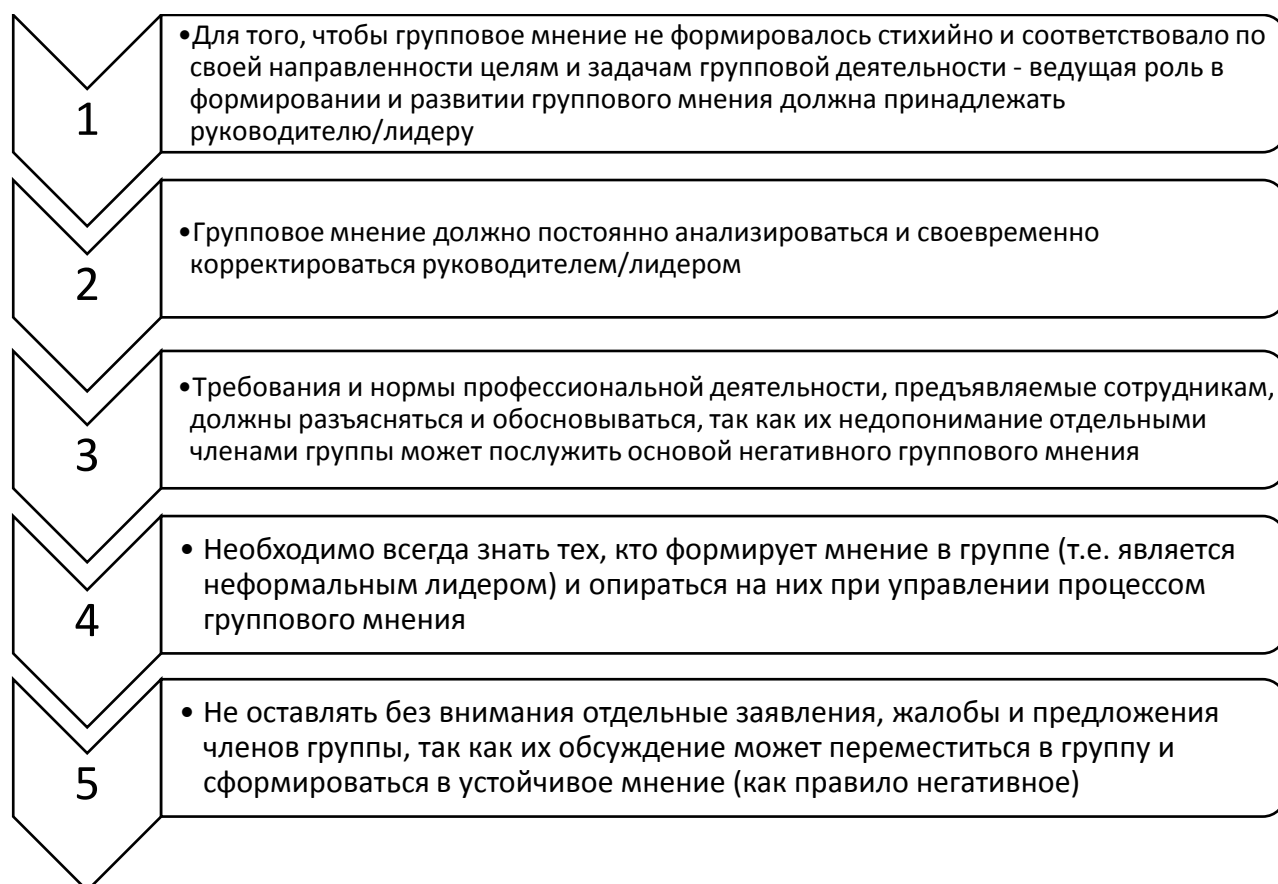 1
•Для того, чтобы групповое мнение не формировалось стихийно и соответствовало по
своей направленности целям и задачам групповой деятельности - ведущая роль в
формировании и развитии группового мнения должна принадлежать
руководителю/лидеру
2
•Групповое мнение должно постоянно анализироваться и своевременно
корректироваться руководителем/лидером
3
•Требования и нормы профессиональной деятельности, предъявляемые сотрудникам,
должны разъясняться и обосновываться, так как их недопонимание отдельными
членами группы может послужить основой негативного группового мнения
4
• Необходимо всегда знать тех, кто формирует мнение в группе (т.е. является
неформальным лидером) и опираться на них при управлении процессом
группового мнения
5
• Не оставлять без внимания отдельные заявления, жалобы и предложения
членов группы, так как их обсуждение может переместиться в группу и
сформироваться в устойчивое мнение (как правило негативное)